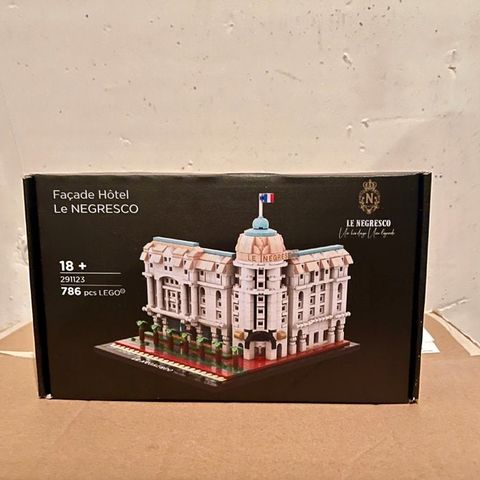 Façade Hôtel
Le NEGRESCO
18 +
291123
786 pcs LEGO®
N
LE NEGRESCO
LE NEGRESCO